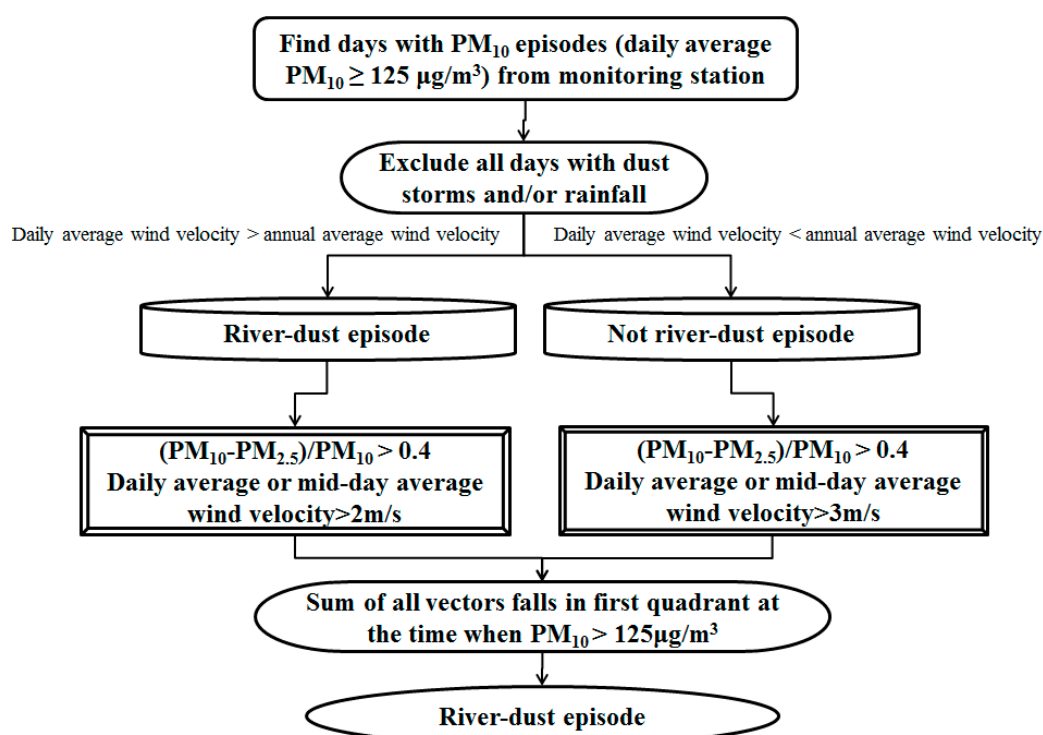 Find days with PM₁₀ episodes (daily average
PM₁₀ ≥ 125 μg/m³) from monitoring station
Exclude all days with dust
storms and/or rainfall
Daily average wind velocity > annual average wind velocity
Daily average wind velocity < annual average wind velocity
River-dust episode
Not river-dust episode
(PM₁₀-PM₂.₅)/PM₁₀ > 0.4
Daily average or mid-day average
wind velocity>2m/s
(PM₁₀-PM₂.₅)/PM₁₀ > 0.4
Daily average or mid-day average
wind velocity>3m/s
Sum of all vectors falls in first quadrant at
the time when PM₁₀ > 125μg/m³
River-dust episode